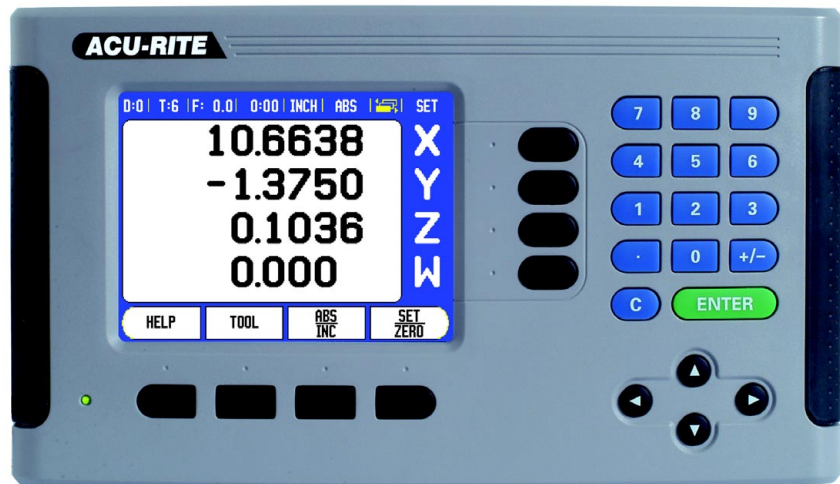 ACU-RITE
D:0 | T:6 | F: 0.0 | 0:00 | INCH | ABS | SET
10.6638 X
-1.3750 Y
0.1036 Z
0.000 W
HELP TOOL ABS/INC SET/ZERO
7 8 9
4 5 6
1 2 3
. 0 +/-
C ENTER